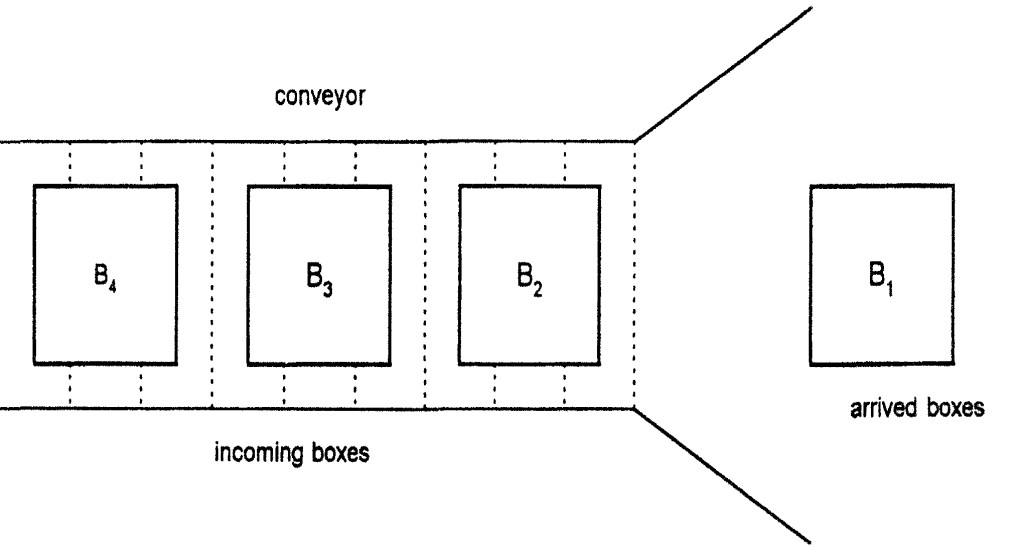 conveyor
B4 B3 B2 B1
arrived boxes
incoming boxes